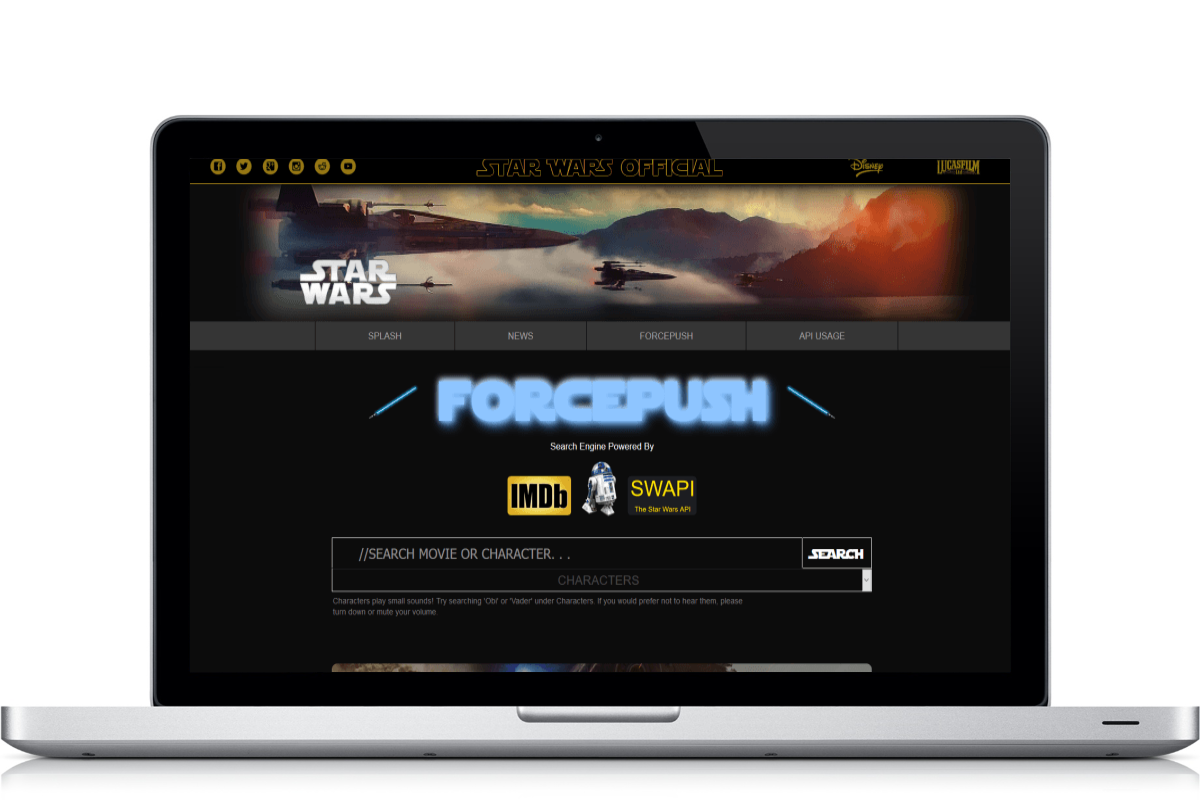 STAR WARS OFFICIAL
Disney
LUCASFILM
STAR
WARS
SPLASH NEWS FORCEPUSH API USAGE
FORCEPUSH
Search Engine Powered By
IMDb
SWAPI
The Star Wars API
//SEARCH MOVIE OR CHARACTER. . .
SEARCH
CHARACTERS
Characters play small sounds! Try searching 'Obi' or 'Vader' under Characters. If you would prefer not to hear them, please
turn down or mute your volume